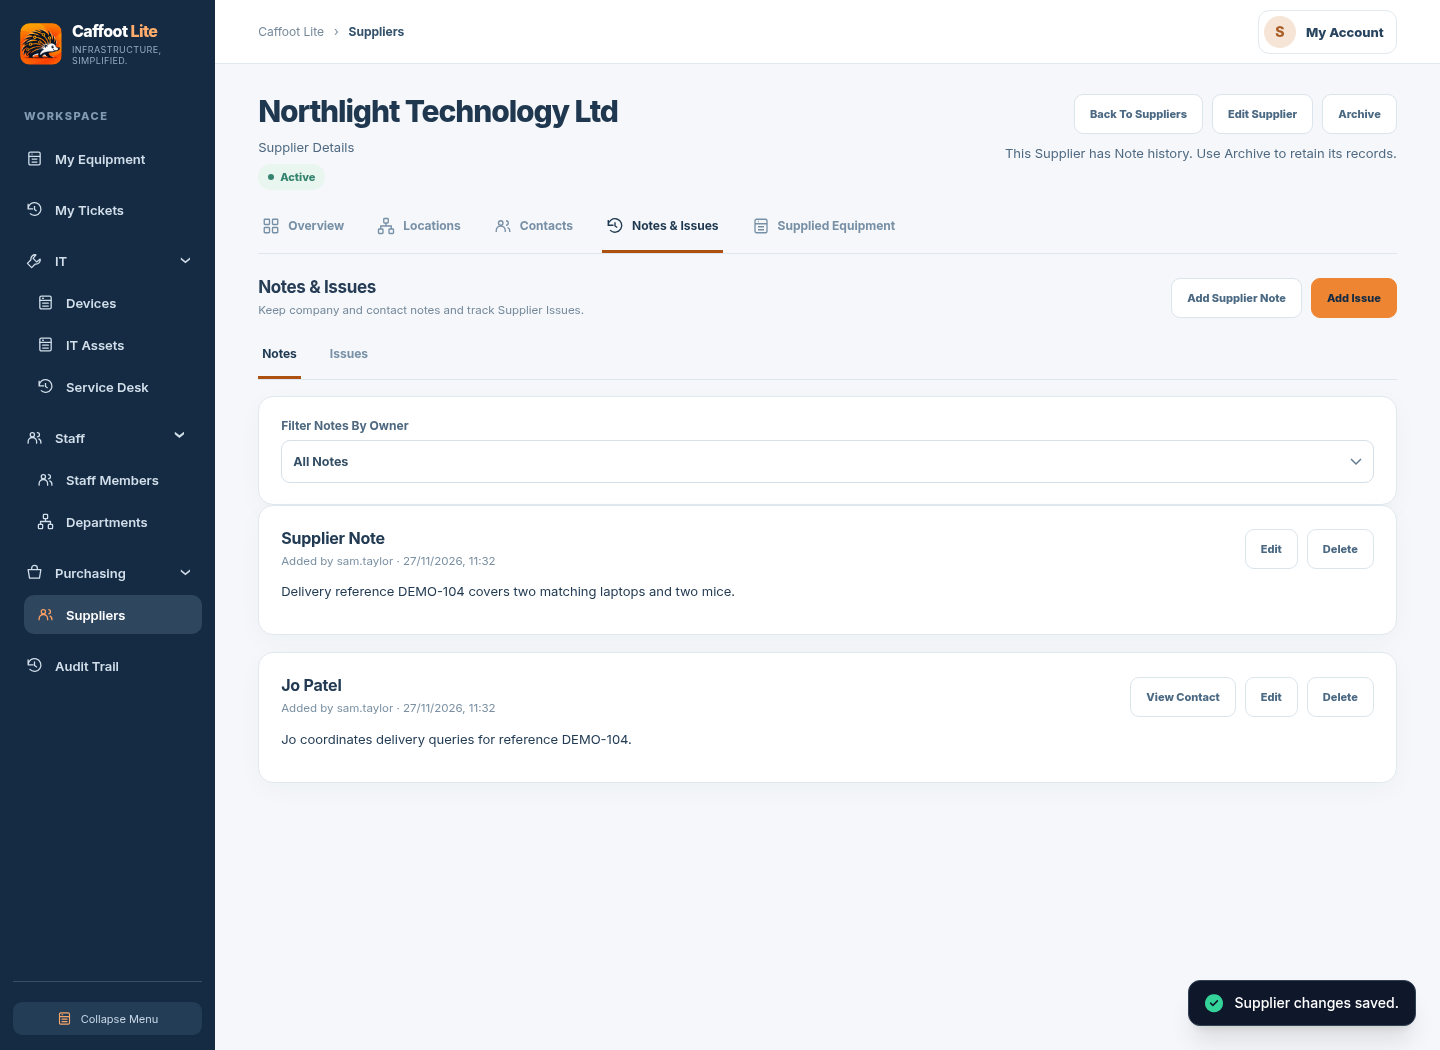 Caffoot Lite
INFRASTRUCTURE,
SIMPLIFIED.
WORKSPACE
My Equipment
My Tickets
IT
Devices
IT Assets
Service Desk
Staff
Staff Members
Departments
Purchasing
Suppliers
Audit Trail
Collapse Menu
Caffoot Lite › Suppliers
S My Account
Northlight Technology Ltd
Supplier Details
Active
Back To Suppliers Edit Supplier Archive
This Supplier has Note history. Use Archive to retain its records.
Overview Locations Contacts Notes & Issues Supplied Equipment
Notes & Issues
Keep company and contact notes and track Supplier Issues.
Add Supplier Note Add Issue
Notes Issues
Filter Notes By Owner
All Notes
Supplier Note
Added by sam.taylor · 27/11/2026, 11:32
Edit Delete
Delivery reference DEMO-104 covers two matching laptops and two mice.
Jo Patel
Added by sam.taylor · 27/11/2026, 11:32
View Contact Edit Delete
Jo coordinates delivery queries for reference DEMO-104.
Supplier changes saved.